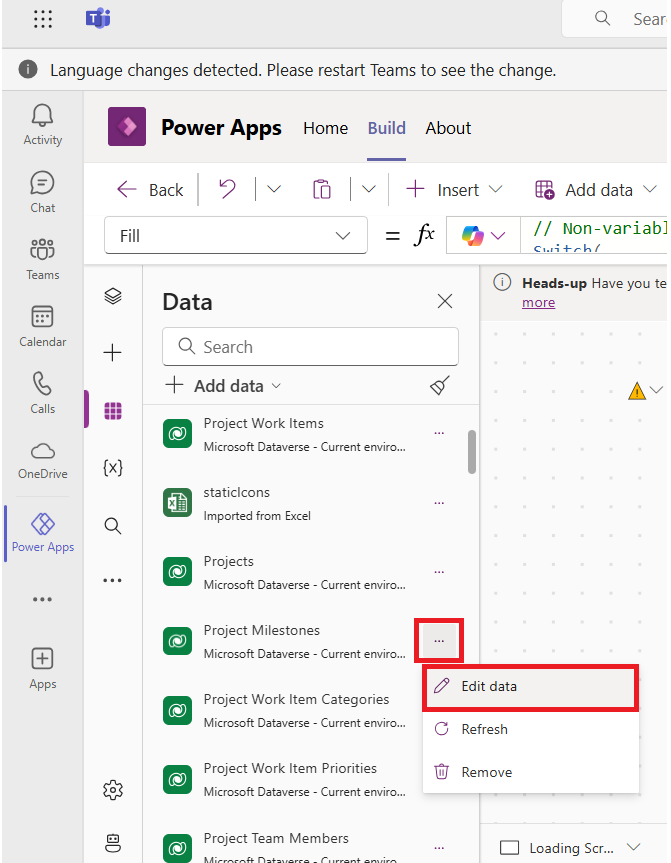 Sear
Language changes detected. Please restart Teams to see the change.
Activity
Chat
Teams
Calendar
Calls
OneDrive
Power Apps
Apps
Power Apps Home Build About
Back Insert Add data
Fill = fx // Non-variabl
Switch(
Data
Search
Add data
Project Work Items
Microsoft Dataverse - Current enviro...
staticIcons
Imported from Excel
Projects
Microsoft Dataverse - Current enviro...
Project Milestones
Microsoft Dataverse - Current enviro...
Project Work Item Categories
Microsoft Dataverse - Current enviro...
Project Work Item Priorities
Microsoft Dataverse - Current enviro...
Project Team Members
Microsoft Dataverse - Current enviro...
Edit data
Refresh
Remove
Heads-up Have you te
more
Loading Scr...